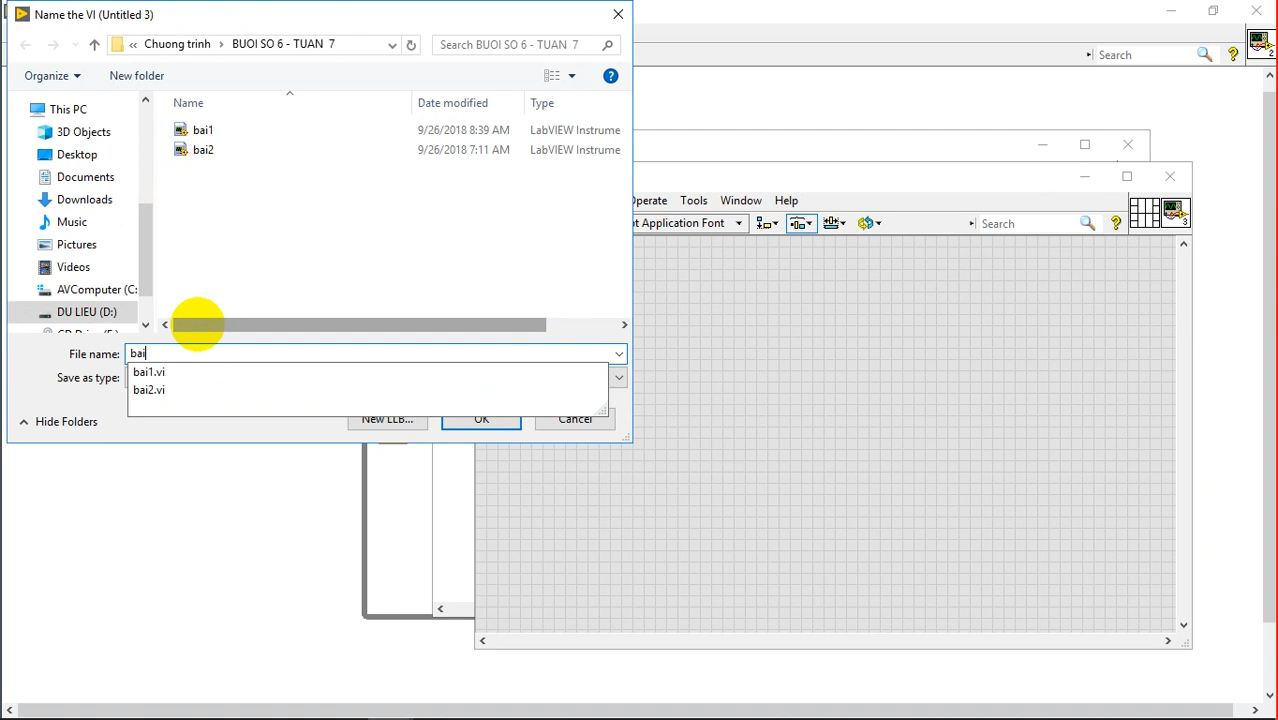 Name the VI (Untitled 3)
« Chuong trinh > BUOI SO 6 - TUAN 7
Search BUOI SO 6 - TUAN 7
Search
Organize
New folder
Name
Date modified
Type
This PC
3D Objects
Desktop
Documents
Downloads
Music
Pictures
Videos
AVComputer (C:
DU LIEU (D:)
bai1
9/26/2018 8:39 AM
LabVIEW Instrume
bai2
9/26/2018 7:11 AM
LabVIEW Instrume
File name:
bai
bai1.vi
bai2.vi
Save as type:
Hide Folders
New LLB...
OK
Cancel
perate
Tools
Window
Help
t Application Font
Search
2
3